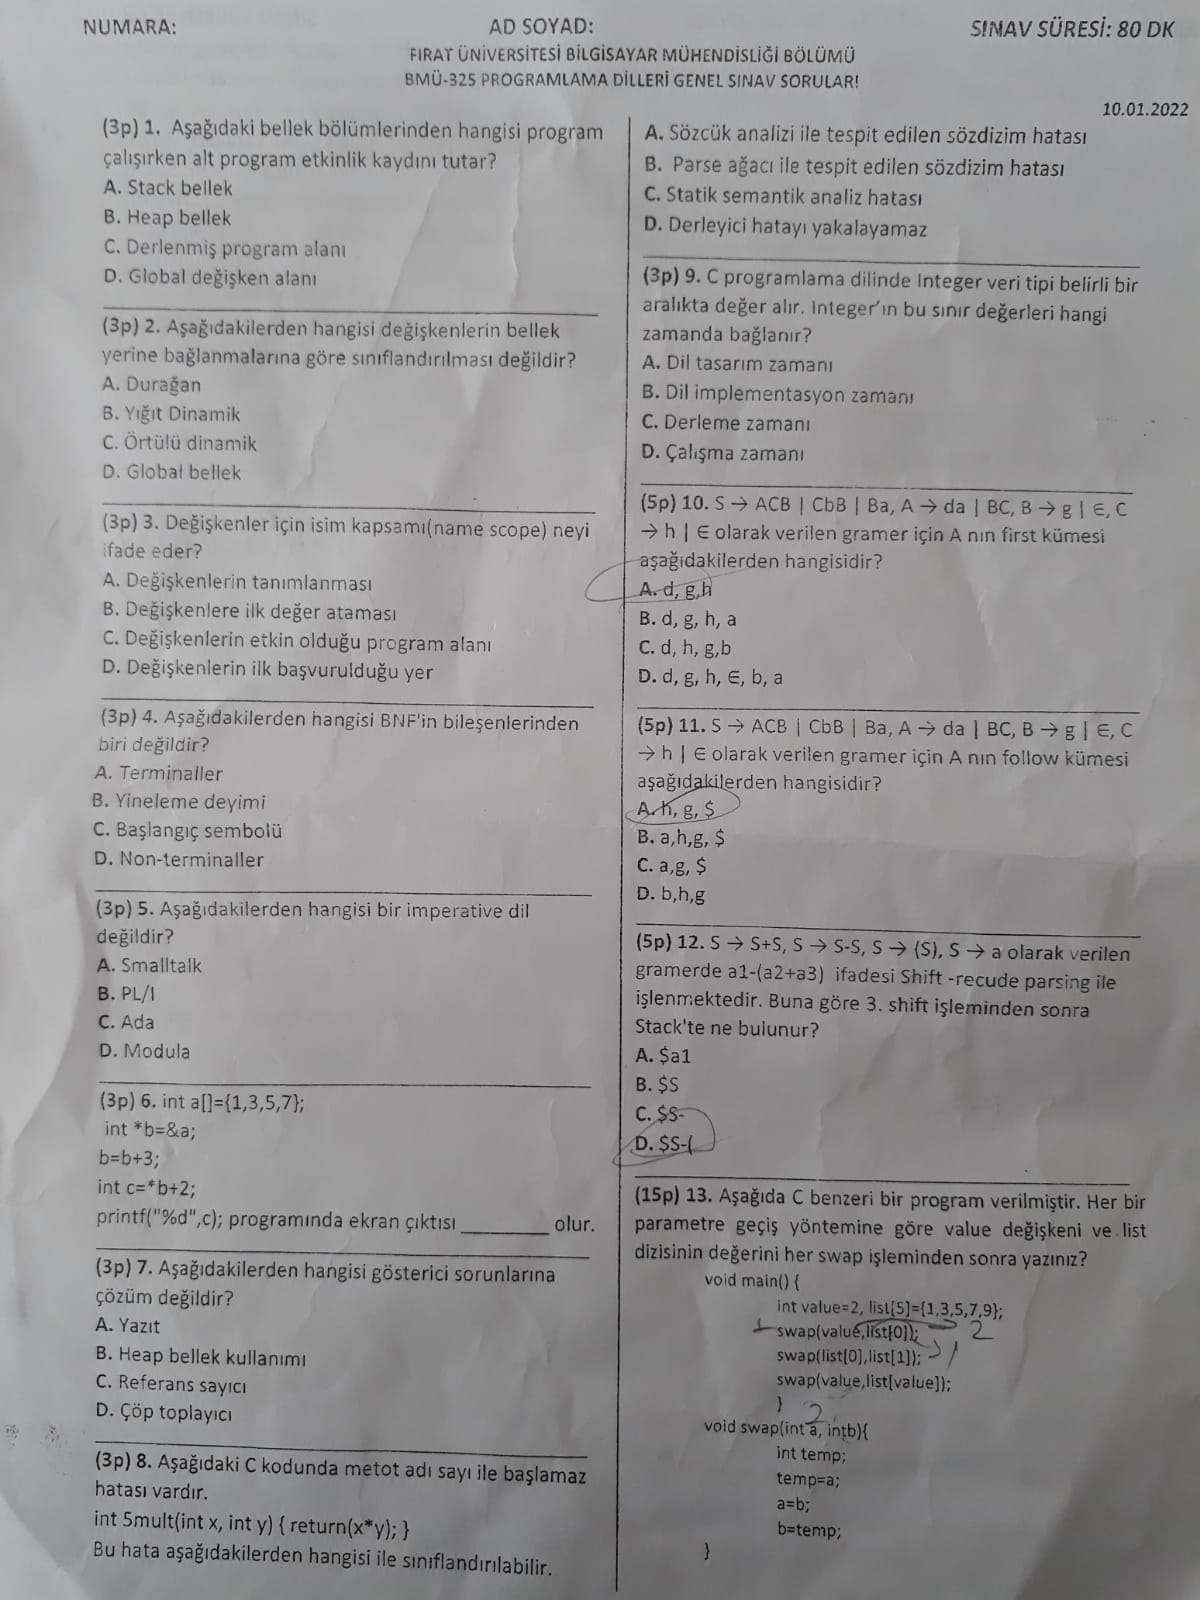 NUMARA:
AD SOYAD:
SINAV SÜRESİ: 80 DK
FIRAT ÜNİVERSİTESİ BİLGİSAYAR MÜHENDİSLİĞİ BÖLÜMÜ
BMÜ-325 PROGRAMLAMA DİLLERİ GENEL SINAV SORULARI
10.01.2022
(3p) 1. Aşağıdaki bellek bölümlerinden hangisi program
çalışırken alt program etkinlik kaydını tutar?
A. Stack bellek
B. Heap bellek
C. Derlenmiş program alanı
D. Global değişken alanı
(3p) 2. Aşağıdakilerden hangisi değişkenlerin bellek
yerine bağlanmalarına göre sınıflandırılması değildir?
A. Durağan
B. Yığıt Dinamik
C. Örtülü dinamik
D. Global bellek
(3p) 3. Değişkenler için isim kapsamı(name scope) neyi
ifade eder?
A. Değişkenlerin tanımlanması
B. Değişkenlere ilk değer ataması
C. Değişkenlerin etkin olduğu program alanı
D. Değişkenlerin ilk başvurulduğu yer
(3p) 4. Aşağıdakilerden hangisi BNF'in bileşenlerinden
biri değildir?
A. Terminaller
B. Yineleme deyimi
C. Başlangıç sembolü
D. Non-terminaller
(3p) 5. Aşağıdakilerden hangisi bir imperative dil
değildir?
A. Smalltalk
B. PL/I
C. Ada
D. Modula
(3p) 6. int a[]={1,3,5,7};
int *b=&a;
b=b+3;
int c=*b+2;
printf("%d",c); programında ekran çıktısı _________ olur.
(3p) 7. Aşağıdakilerden hangisi gösterici sorunlarına
çözüm değildir?
A. Yazıt
B. Heap bellek kullanımı
C. Referans sayıcı
D. Çöp toplayıcı
(3p) 8. Aşağıdaki C kodunda metot adı sayı ile başlamaz
hatası vardır.
int 5mult(int x, int y) { return(x*y); }
Bu hata aşağıdakilerden hangisi ile sınıflandırılabilir.
A. Sözcük analizi ile tespit edilen sözdizim hatası
B. Parse ağacı ile tespit edilen sözdizim hatası
C. Statik semantik analiz hatası
D. Derleyici hatayı yakalayamaz
(3p) 9. C programlama dilinde Integer veri tipi belirli bir
aralıkta değer alır. Integer'ın bu sınır değerleri hangi
zamanda bağlanır?
A. Dil tasarım zamanı
B. Dil implementasyon zamanı
C. Derleme zamanı
D. Çalışma zamanı
(5p) 10. S → ACB | CbB | Ba, A → da | BC, B → g | ∈, C
→ h | ∈ olarak verilen gramer için A nın first kümesi
aşağıdakilerden hangisidir?
A. d, g,h
B. d, g, h, a
C. d, h, g,b
D. d, g, h, ∈, b, a
(5p) 11. S → ACB | CbB | Ba, A → da | BC, B → g | ∈, C
→ h | ∈ olarak verilen gramer için A nın follow kümesi
aşağıdakilerden hangisidir?
A. h, g, $
B. a,h,g, $
C. a,g, $
D. b,h,g
(5p) 12. S → S+S, S → S-S, S → (S), S → a olarak verilen
gramerde a1-(a2+a3) ifadesi Shift -recude parsing ile
işlenmektedir. Buna göre 3. shift işleminden sonra
Stack'te ne bulunur?
A. $a1
B. $S
C. $S-
D. $S-(
(15p) 13. Aşağıda C benzeri bir program verilmiştir. Her bir
parametre geçiş yöntemine göre value değişkeni ve list
dizisinin değerini her swap işleminden sonra yazınız?
void main() {
int value=2, list[5]={1,3,5,7,9};
swap(value,list[0]); 2
swap(list[0],list[1]); 1
swap(value,list[value]);
}
2
void swap(int a, intb){
int temp;
temp=a;
a=b;
b=temp;
}